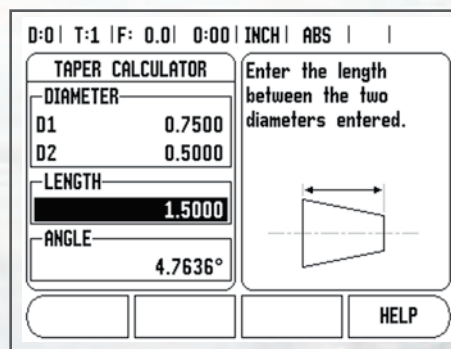 D:0 | T:1 | F: 0.0 | 0:00 | INCH | ABS | |
TAPER CALCULATOR
DIAMETER
D1 0.7500
D2 0.5000
LENGTH
1.5000
ANGLE
4.7636°
Enter the length
between the two
diameters entered.
HELP